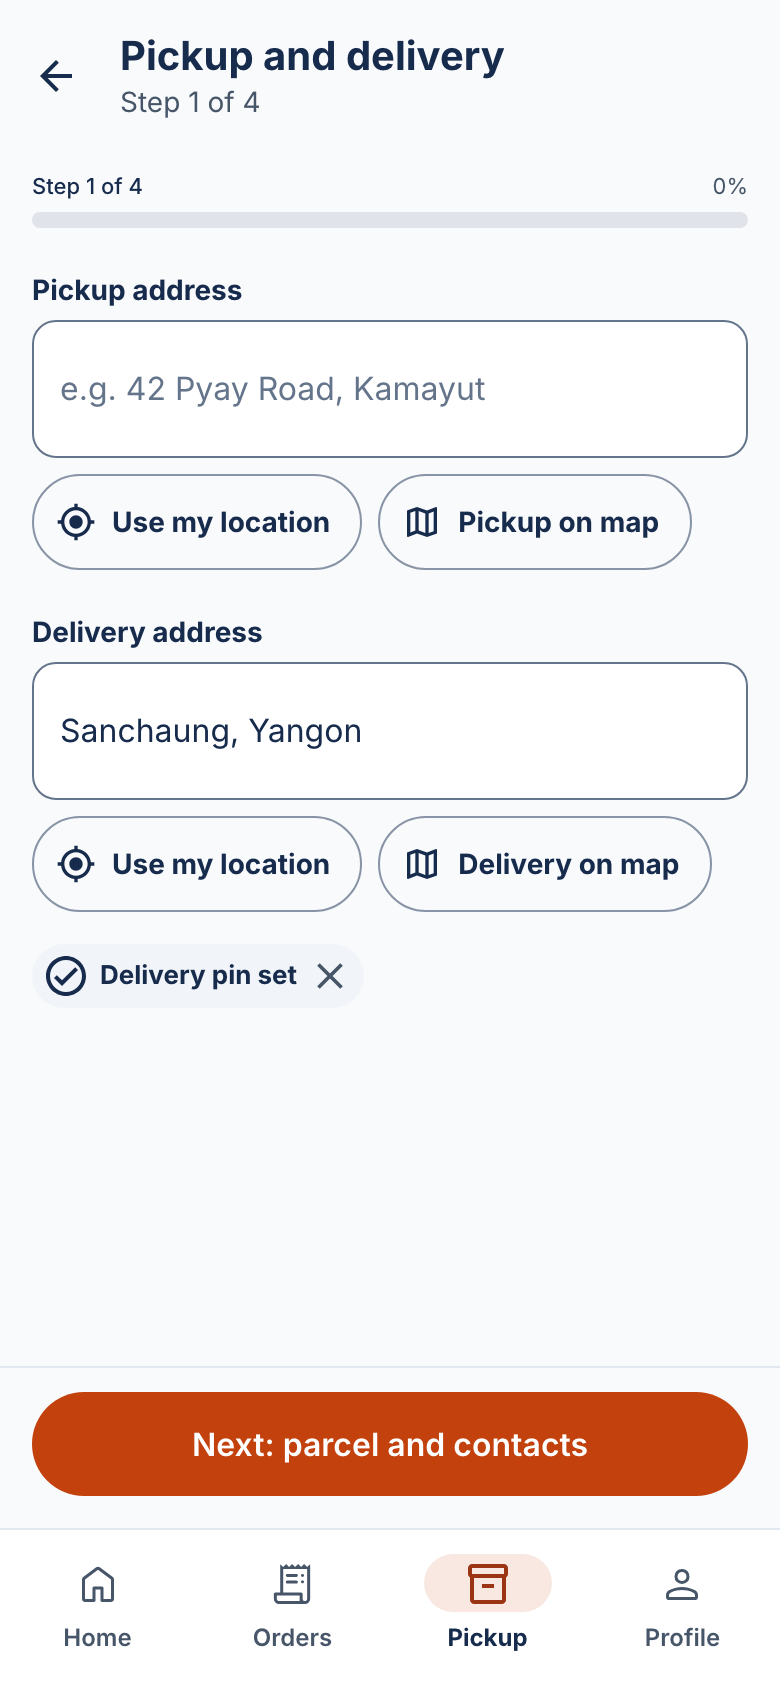 Pickup and delivery
Step 1 of 4
Step 1 of 4
0%
Pickup address
e.g. 42 Pyay Road, Kamayut
Use my location
Pickup on map
Delivery address
Sanchaung, Yangon
Use my location
Delivery on map
Delivery pin set
Next: parcel and contacts
Home
Orders
Pickup
Profile